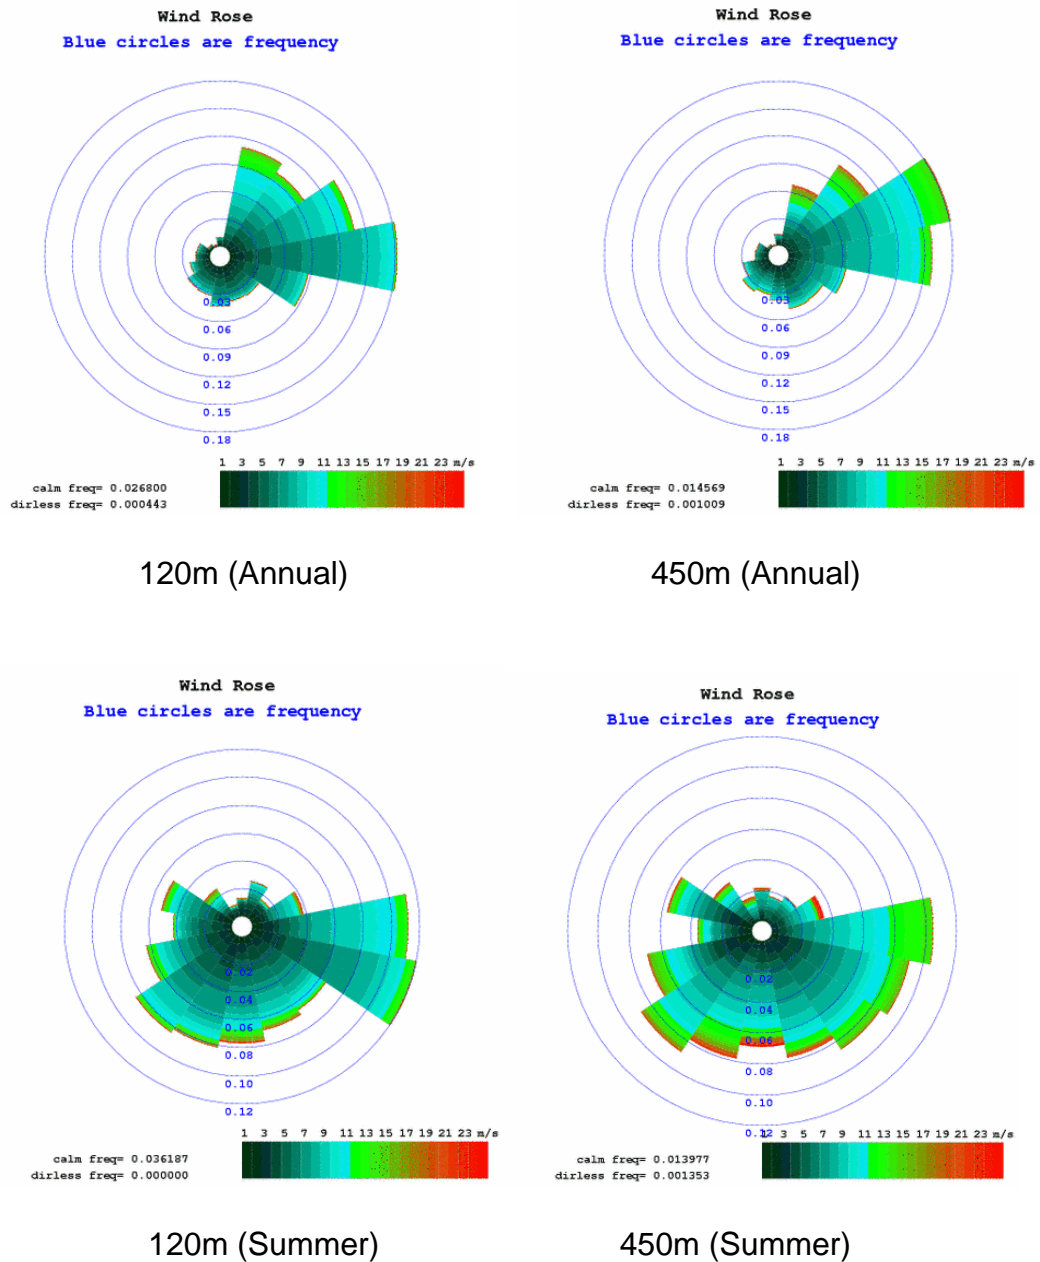 Wind Rose
Blue circles are frequency
0.03
0.06
0.09
0.12
0.15
0.18
1 3 5 7 9 11 13 15 17 19 21 23 m/s
calm freq= 0.026800
dirless freq= 0.000443
120m (Annual)
Wind Rose
Blue circles are frequency
0.03
0.06
0.09
0.12
0.15
0.18
1 3 5 7 9 11 13 15 17 19 21 23 m/s
calm freq= 0.014569
dirless freq= 0.001009
450m (Annual)
Wind Rose
Blue circles are frequency
0.02
0.04
0.06
0.08
0.10
0.12
1 3 5 7 9 11 13 15 17 19 21 23 m/s
calm freq= 0.036187
dirless freq= 0.000000
120m (Summer)
Wind Rose
Blue circles are frequency
0.02
0.04
0.06
0.08
0.10
0.12
1 3 5 7 9 11 13 15 17 19 21 23 m/s
calm freq= 0.013977
dirless freq= 0.001353
450m (Summer)